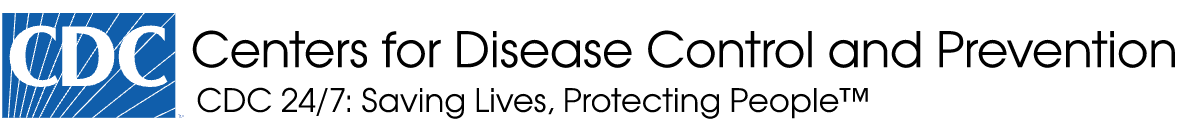 CDC
Centers for Disease Control and Prevention
CDC 24/7: Saving Lives, Protecting People™